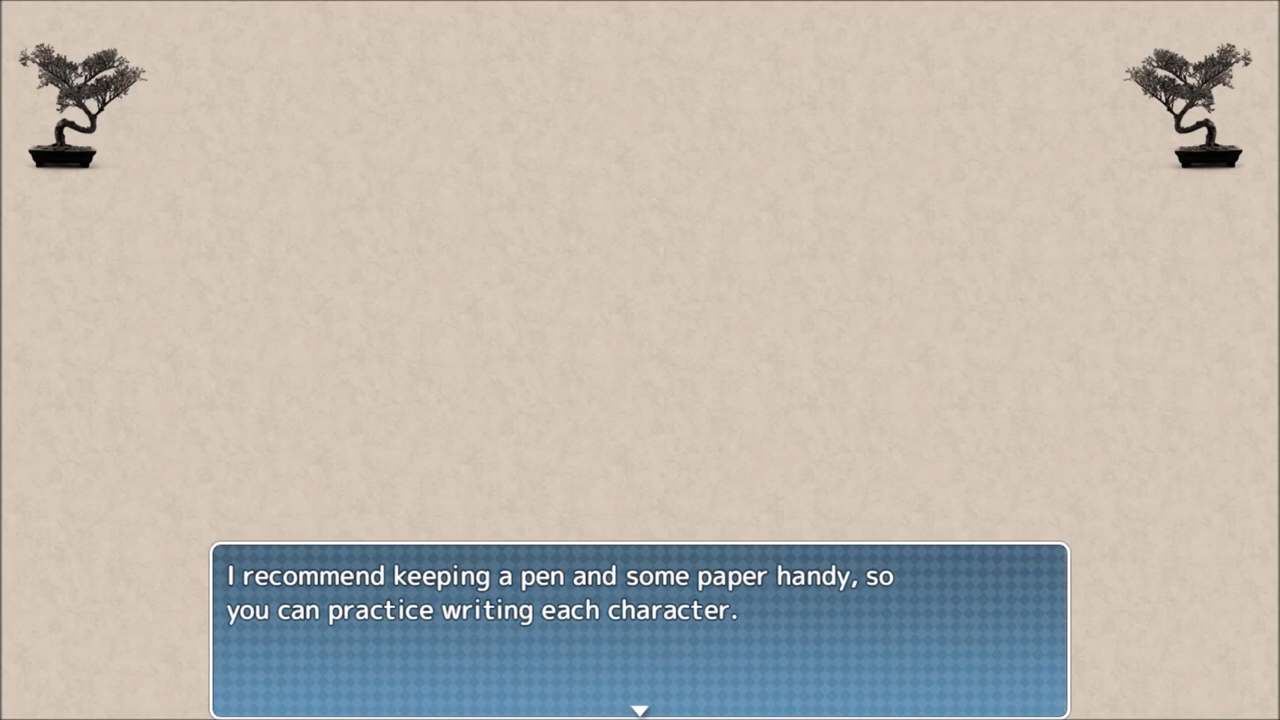 I recommend keeping a pen and some paper handy, so
you can practice writing each character.